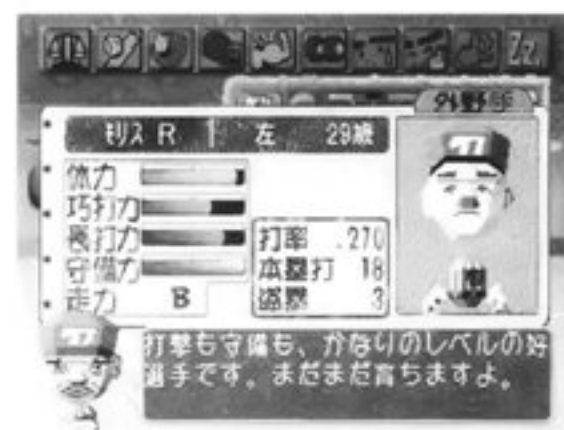 Zz
外野手
モリス R 左 29歳
体力
巧打力
長打力
守備力
走力 B
打率 .270
本塁打 18
盗塁 3
打撃も守備も、かなりのレベルの好
選手です。まだまだ育ちますよ。